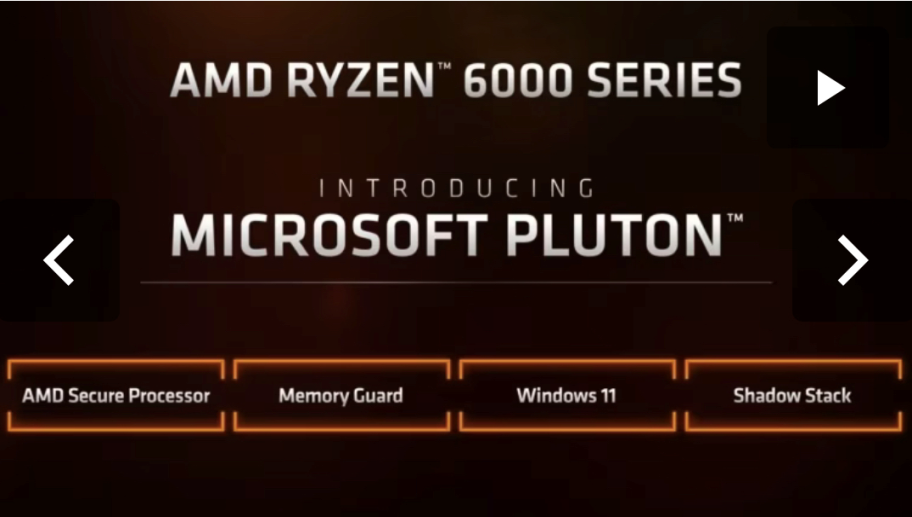 AMD RYZEN™ 6000 SERIES
INTRODUCING
MICROSOFT PLUTON™
AMD Secure Processor
Memory Guard
Windows 11
Shadow Stack